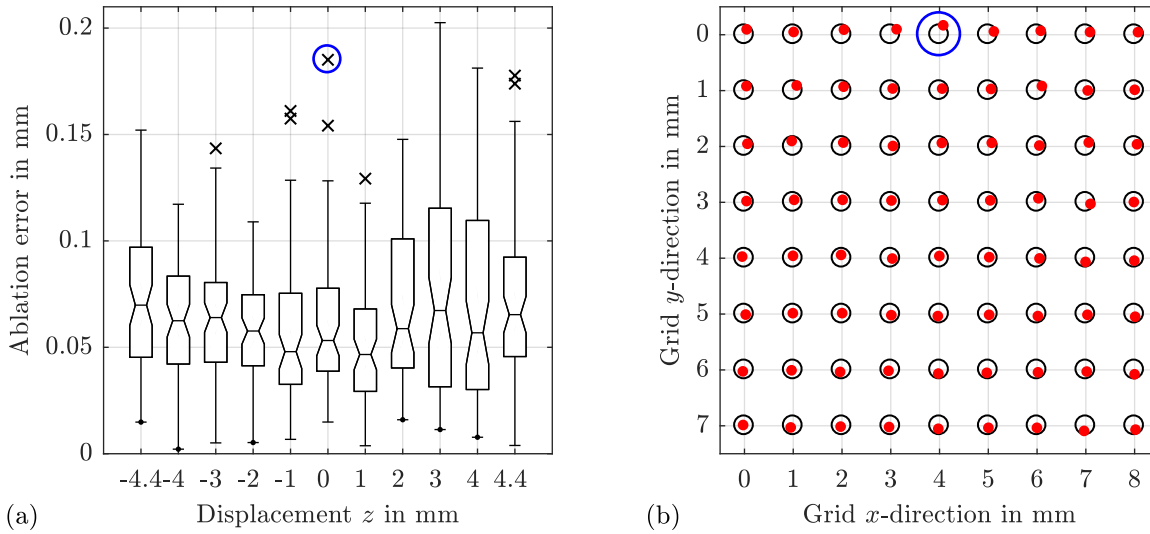 0.2
0.15
0.1
0.05
0
Ablation error in mm
-4.4 -4 -3 -2 -1 0 1 2 3 4 4.4
Displacement z in mm
(a)
0
1
2
3
4
5
6
7
Grid y-direction in mm
0 1 2 3 4 5 6 7 8
Grid x-direction in mm
(b)